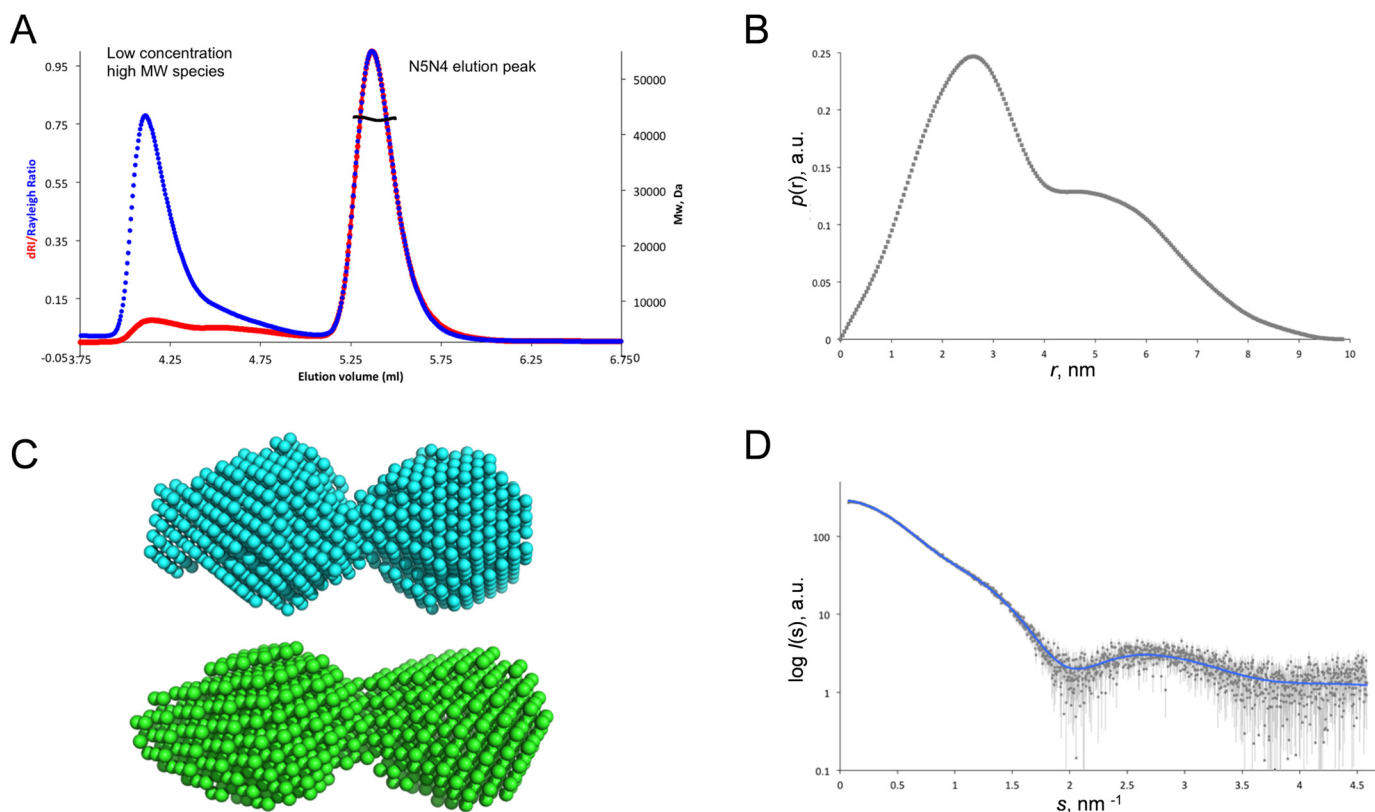 A
Low concentration
high MW species
N5N4 elution peak
dRI/Rayleigh Ratio
0.95
0.75
0.55
0.35
0.15
-0.05
3.75
4.25
4.75
5.25
5.75
6.25
6.75
Elution volume (ml)
50000
40000
30000
20000
10000
0
Mw, Da
B
p(r), a.u.
0.25
0.2
0.15
0.1
0.05
0
0 1 2 3 4 5 6 7 8 9 10
r, nm
C
D
log I(s), a.u.
100
10
1
0.1
0 0.5 1 1.5 2 2.5 3 3.5 4 4.5
s, nm -1